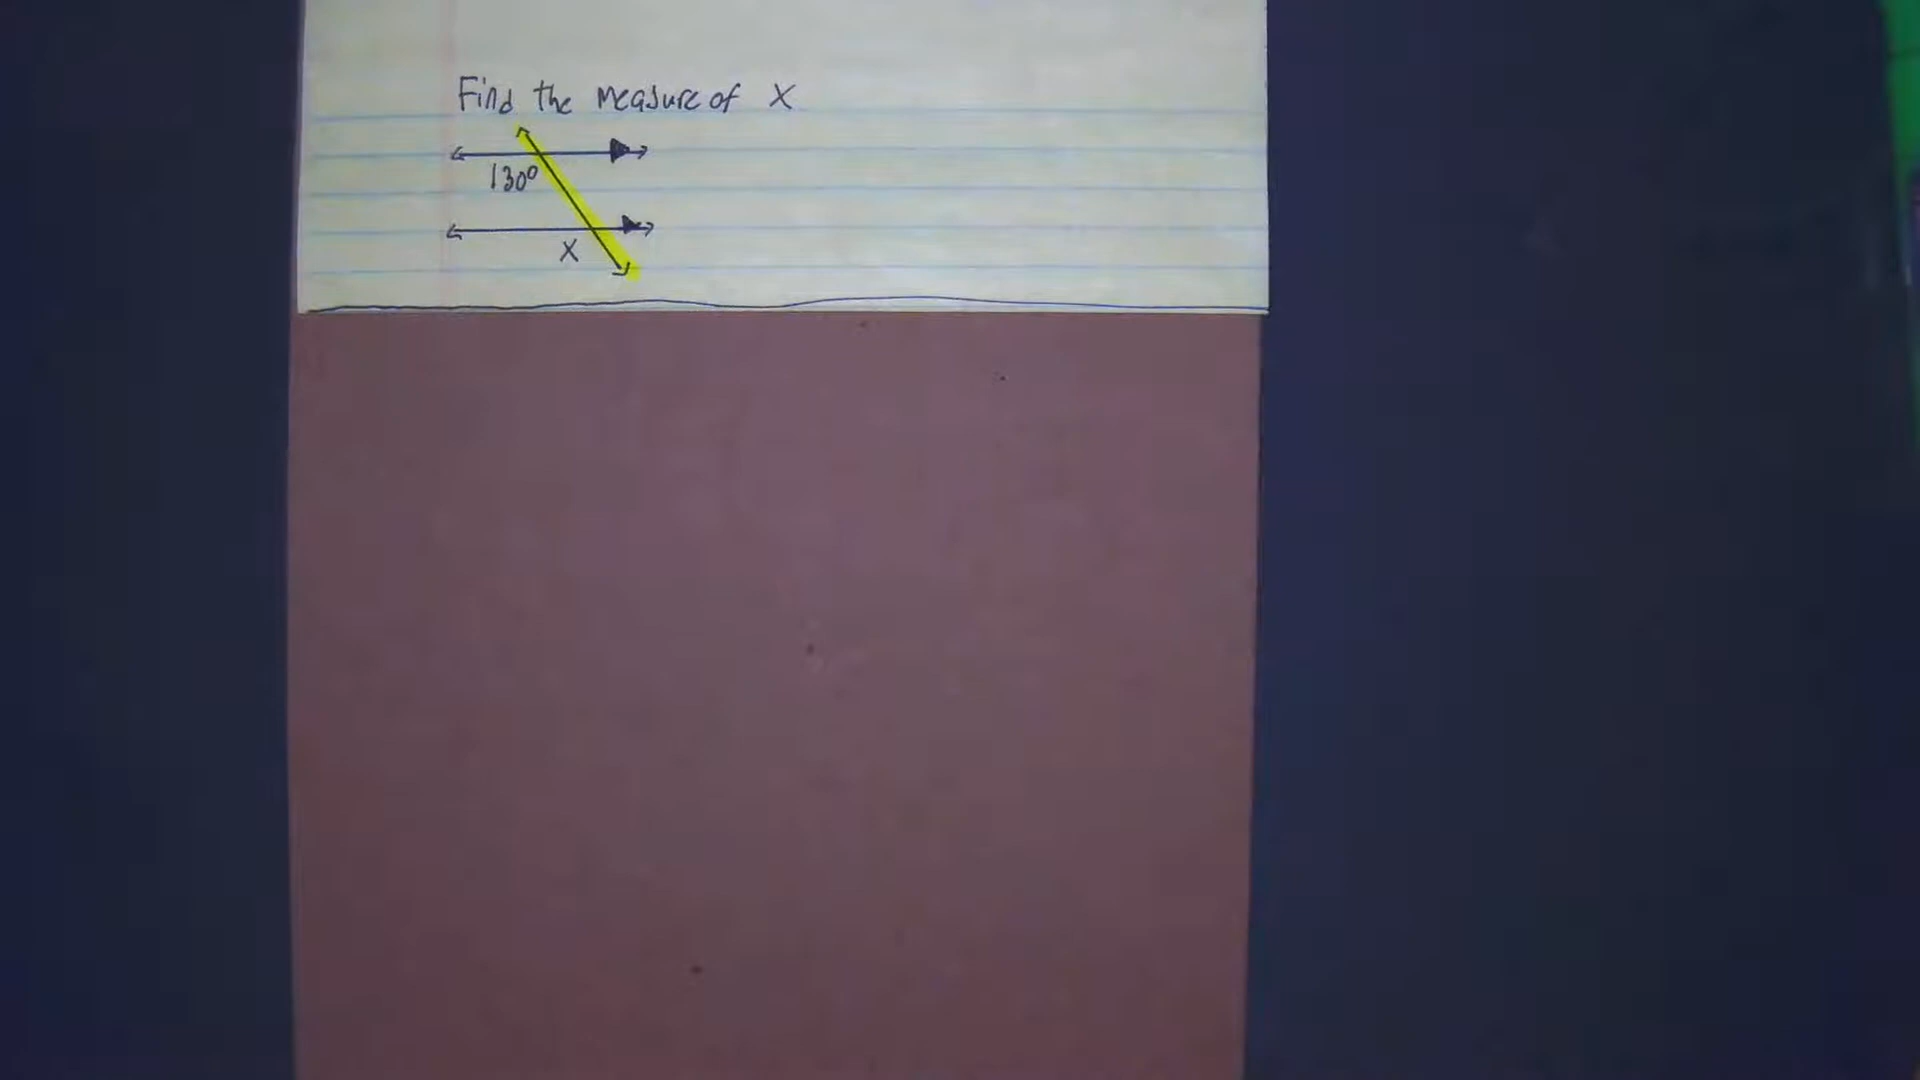 Find the measure of X
130°
X